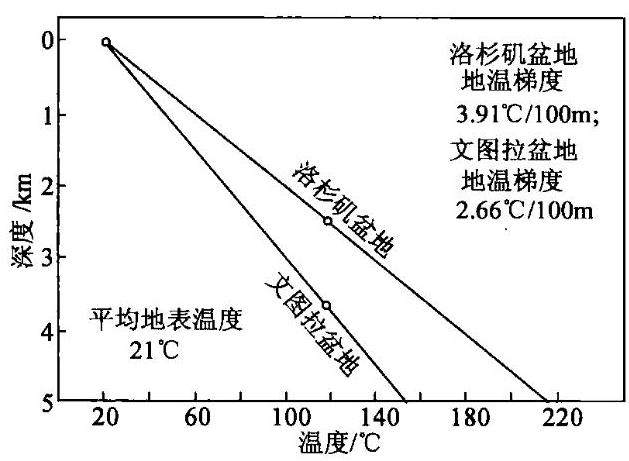 洛杉矶盆地
地温梯度
3.91℃/100m;
文图拉盆地
地温梯度
2.66℃/100m
洛杉矶盆地
文图拉盆地
平均地表温度
21℃
深度/km
0
1
2
3
4
5
20
60
100
140
180
220
温度/℃